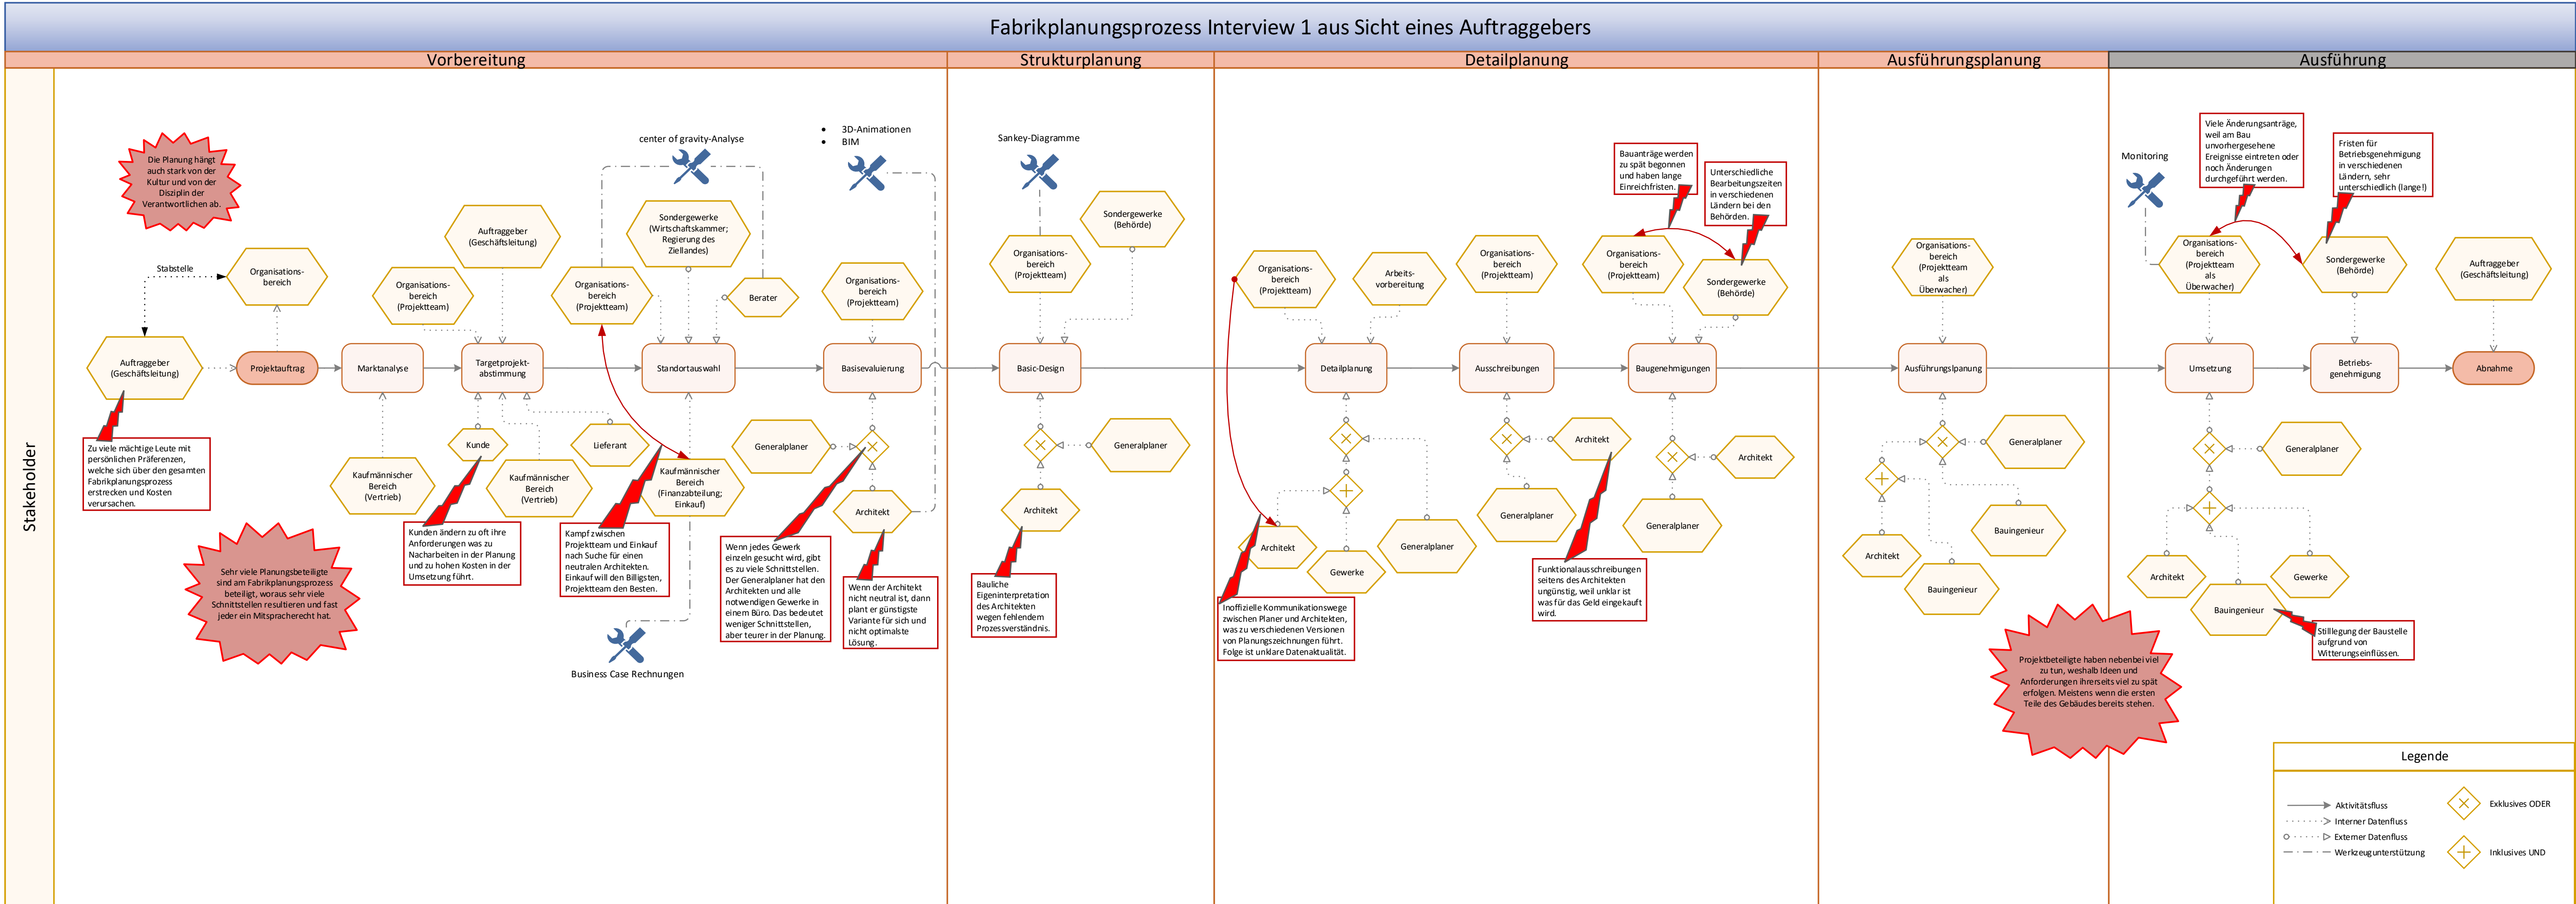 Fabrikplanungsprozess Interview 1 aus Sicht eines Auftraggebers
Vorbereitung
Strukturplanung
Detailplanung
Ausführungsplanung
Ausführung
Stakeholder
Die Planung hängt
auch stark von der
Kultur und von der
Disziplin der
Verantwortlichen ab.
Stabstelle
Organisations-
bereich
Auftraggeber
(Geschäftsleitung)
Projektauftrag
Zu viele mächtige Leute mit
persönlichen Präferenzen,
welche sich über den gesamten
Fabrikplanungsprozess
erstrecken und Kosten
verursachen.
Sehr viele Planungsbeteiligte
sind am Fabrikplanungsprozess
beteiligt, woraus sehr viele
Schnittstellen resultieren und fast
jeder ein Mitspracherecht hat.
Marktanalyse
Kaufmännischer
Bereich
(Vertrieb)
Organisations-
bereich
(Projektteam)
Auftraggeber
(Geschäftsleitung)
Targetprojekt-
abstimmung
Kunde
Kaufmännischer
Bereich
(Vertrieb)
Lieferant
Kunden ändern zu oft ihre
Anforderungen was zu
Nacharbeiten in der Planung
und zu hohen Kosten in der
Umsetzung führt.
center of gravity-Analyse
Organisations-
bereich
(Projektteam)
Sondergewerke
(Wirtschaftskammer;
Regierung des
Ziellandes)
Berater
Standortauswahl
Kaufmännischer
Bereich
(Finanzabteilung;
Einkauf)
Kampf zwischen
Projektteam und Einkauf
nach Suche für einen
neutralen Architekten.
Einkauf will den Billigsten,
Projektteam den Besten.
Business Case Rechnungen
• 3D-Animationen
• BIM
Organisations-
bereich
(Projektteam)
Basisevaluierung
Generalplaner
Architekt
Wenn jedes Gewerk
einzeln gesucht wird, gibt
es zu viele Schnittstellen.
Der Generalplaner hat den
Architekten und alle
notwendigen Gewerke in
einem Büro. Das bedeutet
weniger Schnittstellen,
aber teurer in der Planung.
Wenn der Architekt
nicht neutral ist, dann
plant er günstigste
Variante für sich und
nicht optimalste
Lösung.
Sankey-Diagramme
Organisations-
bereich
(Projektteam)
Sondergewerke
(Behörde)
Basic-Design
Generalplaner
Architekt
Bauliche
Eigeninterpretation
des Architekten
wegen fehlendem
Prozessverständnis.
Organisations-
bereich
(Projektteam)
Arbeits-
vorbereitung
Detailplanung
Architekt
Gewerke
Generalplaner
Inoffizielle Kommunikationswege
zwischen Planer und Architekten,
was zu verschiedenen Versionen
von Planungszeichnungen führt.
Folge ist unklare Datenaktualität.
Organisations-
bereich
(Projektteam)
Ausschreibungen
Architekt
Generalplaner
Funktionalausschreibungen
seitens des Architekten
ungünstig, weil unklar ist
was für das Geld eingekauft
wird.
Bauanträge werden
zu spät begonnen
und haben lange
Einreichfristen.
Unterschiedliche
Bearbeitungszeiten
in verschiedenen
Ländern bei den
Behörden.
Organisations-
bereich
(Projektteam)
Sondergewerke
(Behörde)
Baugenehmigungen
Architekt
Generalplaner
Organisations-
bereich
(Projektteam
als
Überwacher)
Ausführungslpanung
Generalplaner
Bauingenieur
Architekt
Bauingenieur
Projektbeteiligte haben nebenbei viel
zu tun, weshalb Ideen und
Anforderungen ihrerseits viel zu spät
erfolgen. Meistens wenn die ersten
Teile des Gebäudes bereits stehen.
Monitoring
Viele Änderungsanträge,
weil am Bau
unvorhergesehene
Ereignisse eintreten oder
noch Änderungen
durchgeführt werden.
Fristen für
Betriebsgenehmigung
in verschiedenen
Ländern, sehr
unterschiedlich (lange!)
Organisations-
bereich
(Projektteam
als
Überwacher)
Sondergewerke
(Behörde)
Auftraggeber
(Geschäftsleitung)
Umsetzung
Betriebs-
genehmigung
Abnahme
Generalplaner
Architekt
Bauingenieur
Gewerke
Stilllegung der Baustelle
aufgrund von
Witterungseinflüssen.
Legende
Aktivitätsfluss
Interner Datenfluss
Externer Datenfluss
Werkzeugunterstützung
Exklusives ODER
Inklusives UND